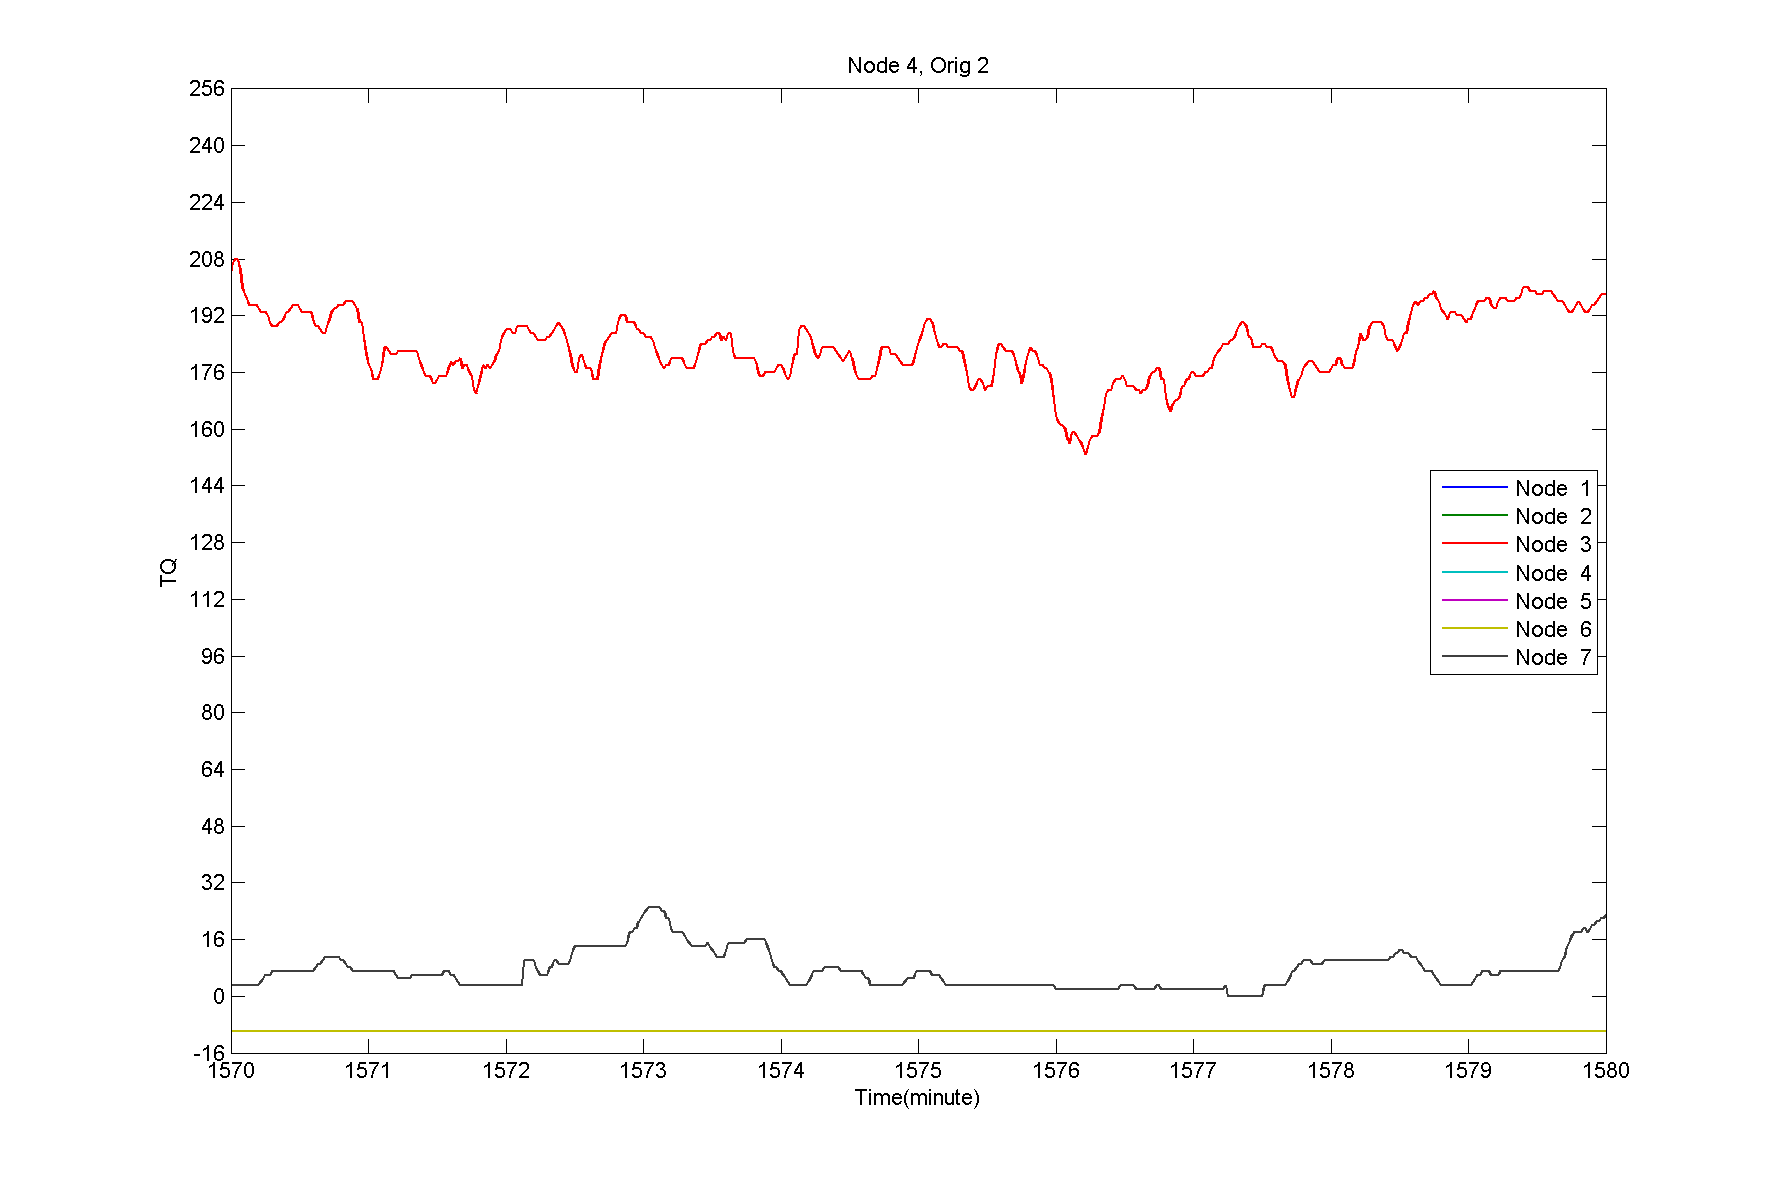 Node 4, Orig 2
256
240
224
208
192
176
160
144
128
112
96
80
64
48
32
16
0
-16
TQ
Node 1
Node 2
Node 3
Node 4
Node 5
Node 6
Node 7
1570 1571 1572 1573 1574 1575 1576 1577 1578 1579 1580
Time(minute)